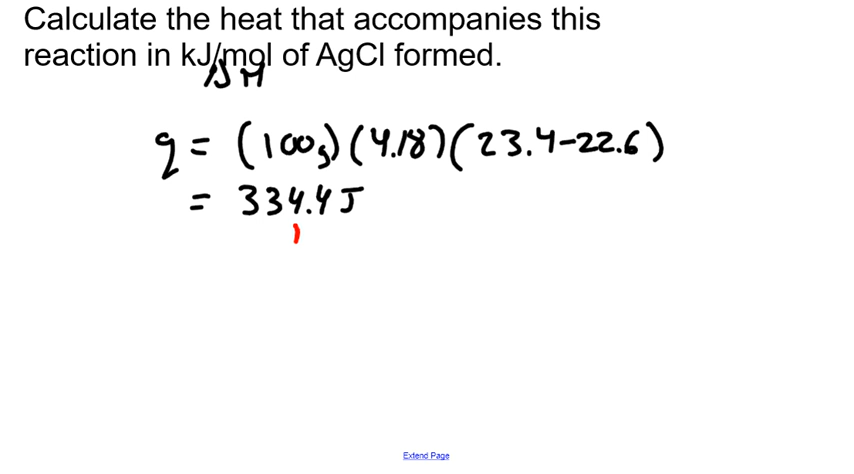 Calculate the heat that accompanies this
reaction in kJ/mol of AgCl formed.
ΔH
q = (100g)(4.18)(23.4-22.6)
= 334.4J
Extend Page